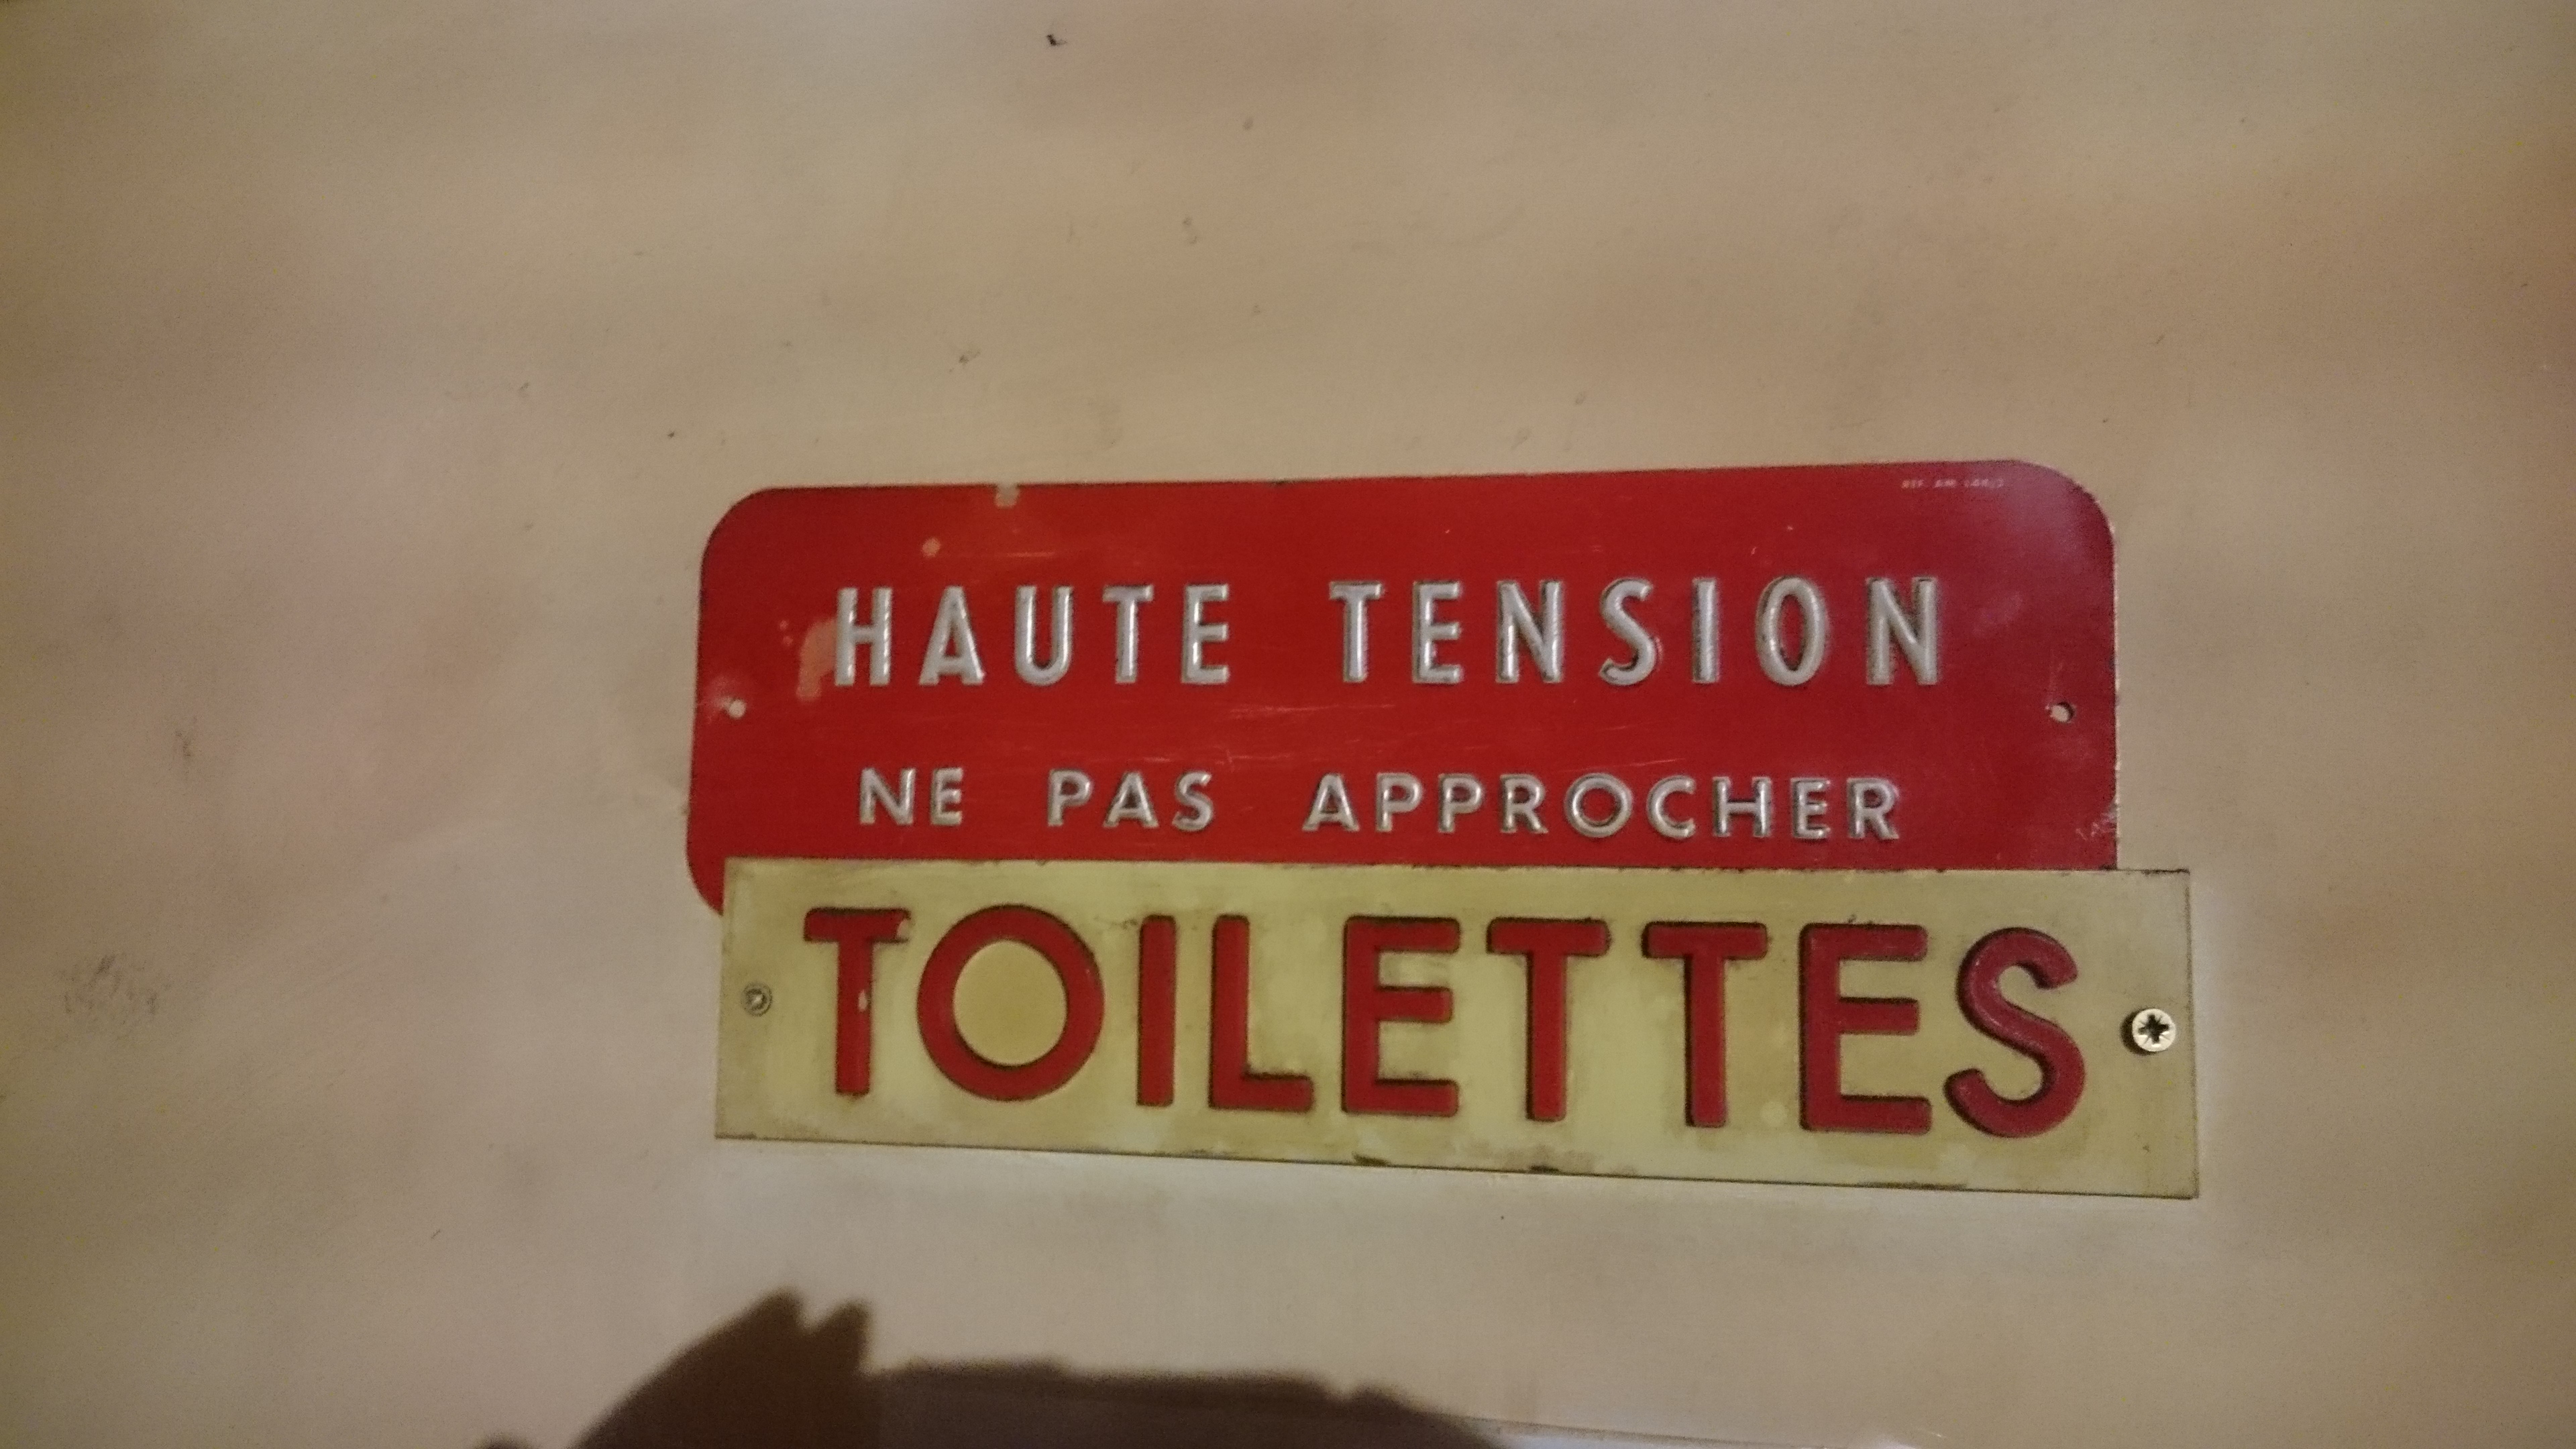 HAUTE TENSION
NE PAS APPROCHER
TOILETTES